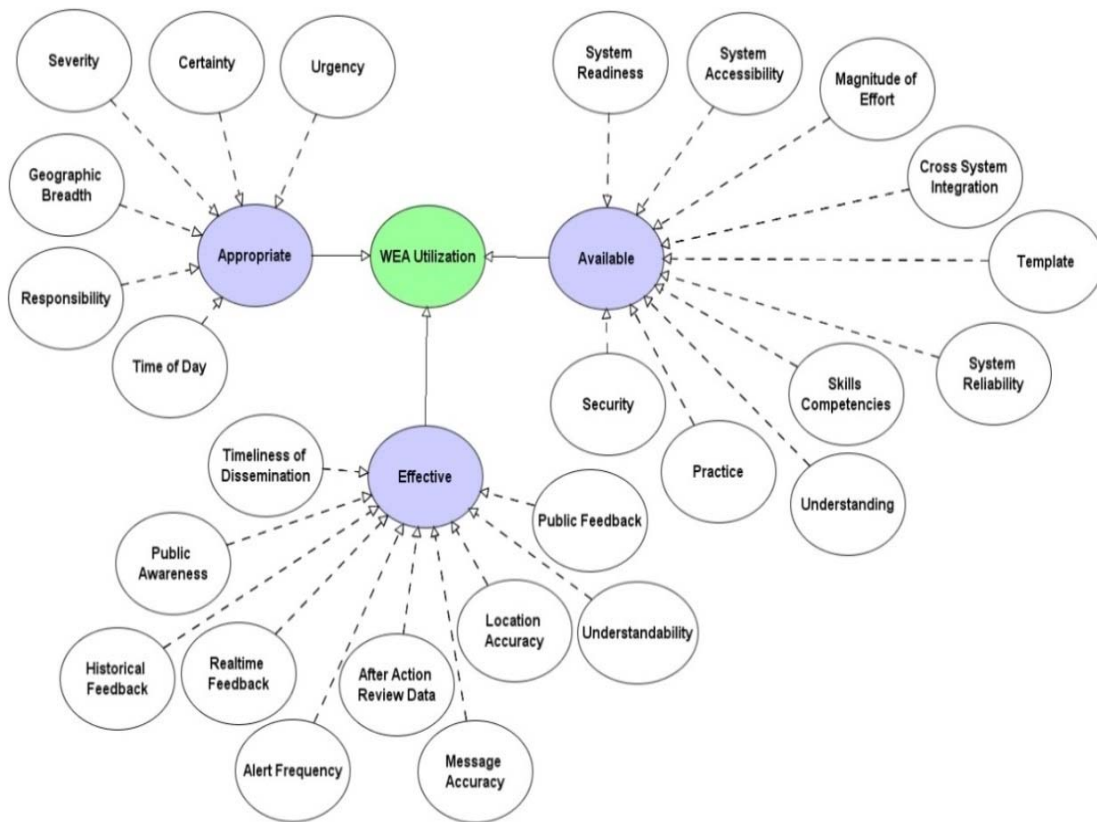 Severity
Certainty
Urgency
System
Readiness
System
Accessibility
Magnitude of
Effort
Geographic
Breadth
Cross System
Integration
Appropriate
WEA Utilization
Available
Template
Responsibility
Time of Day
Security
Skills
Competencies
System
Reliability
Timeliness of
Dissemination
Effective
Practice
Understanding
Public Feedback
Public
Awareness
Location
Accuracy
Understandability
Historical
Feedback
Realtime
Feedback
After Action
Review Data
Alert Frequency
Message
Accuracy